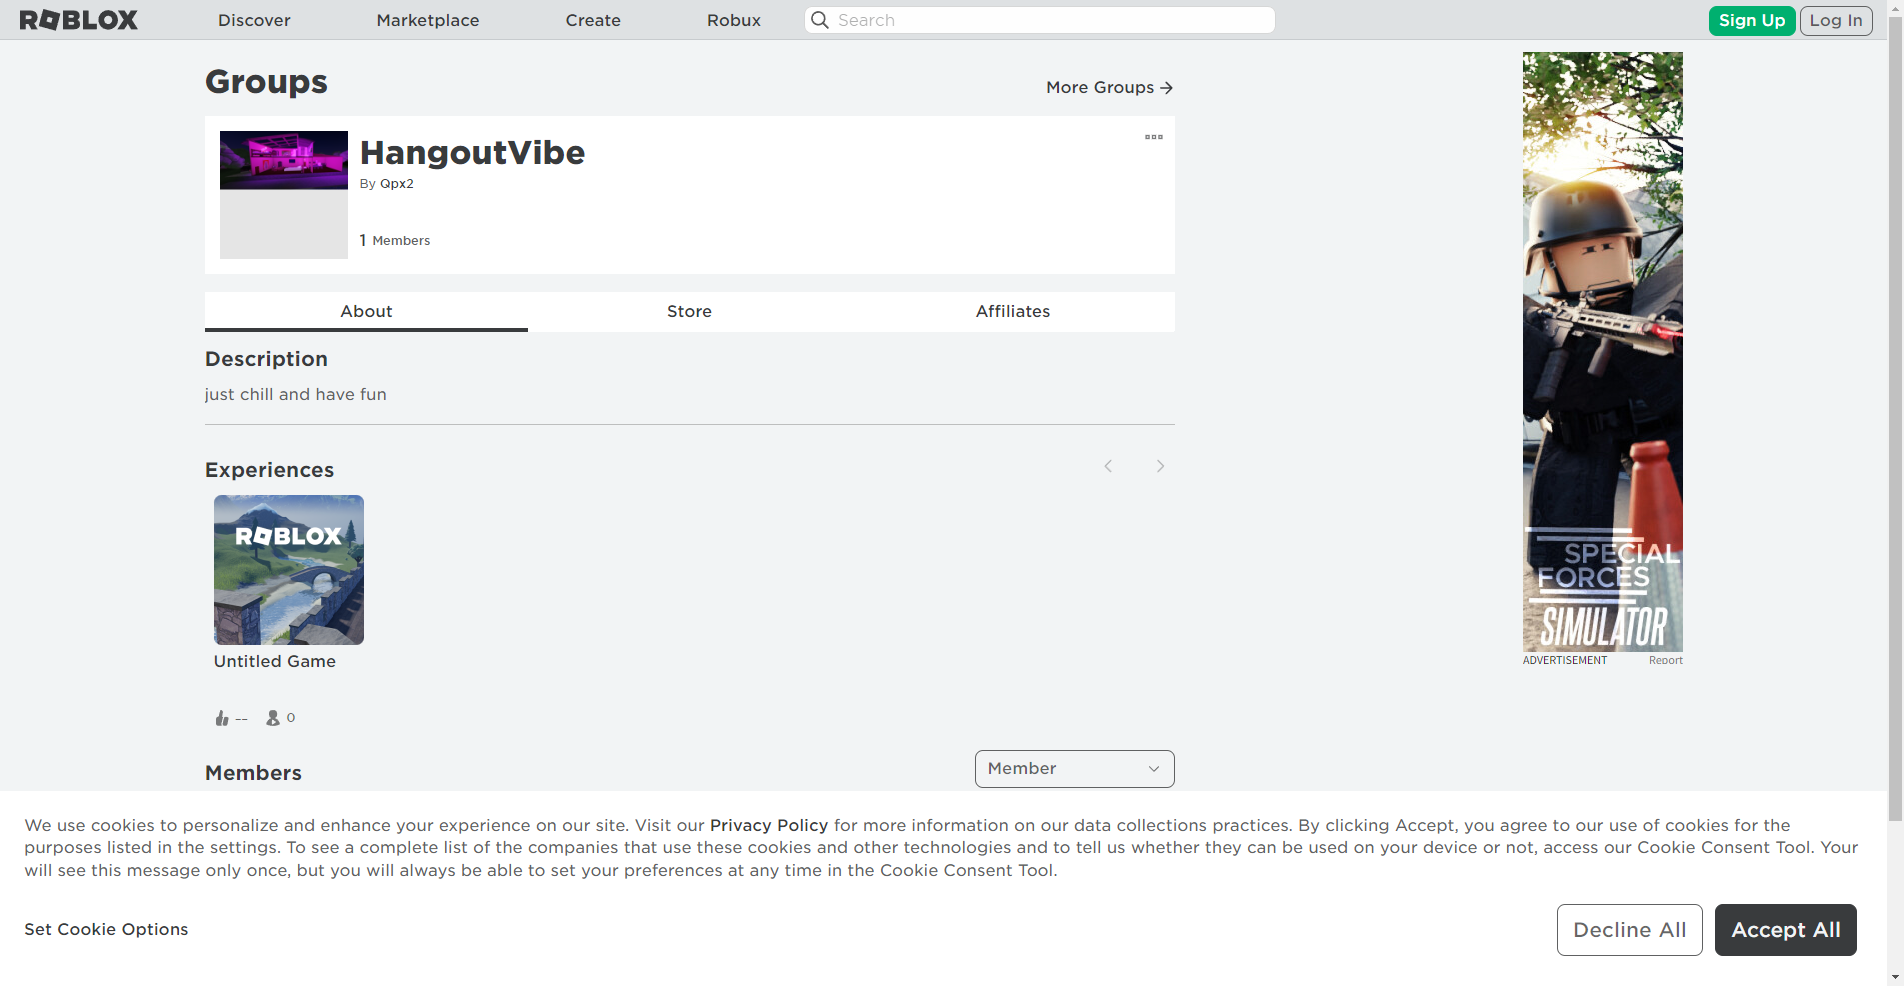 ROBLOX Discover Marketplace Create Robux Search Sign Up Log In
Groups
More Groups
HangoutVibe
By Qpx2
1 Members
About Store Affiliates
Description
just chill and have fun
Experiences
ROBLOX
Untitled Game
-- 0
Members
Member
SPECIAL
FORCES
SIMULATOR
ADVERTISEMENT Report
We use cookies to personalize and enhance your experience on our site. Visit our Privacy Policy for more information on our data collections practices. By clicking Accept, you agree to our use of cookies for the
purposes listed in the settings. To see a complete list of the companies that use these cookies and other technologies and to tell us whether they can be used on your device or not, access our Cookie Consent Tool. Your
will see this message only once, but you will always be able to set your preferences at any time in the Cookie Consent Tool.
Set Cookie Options
Decline All
Accept All